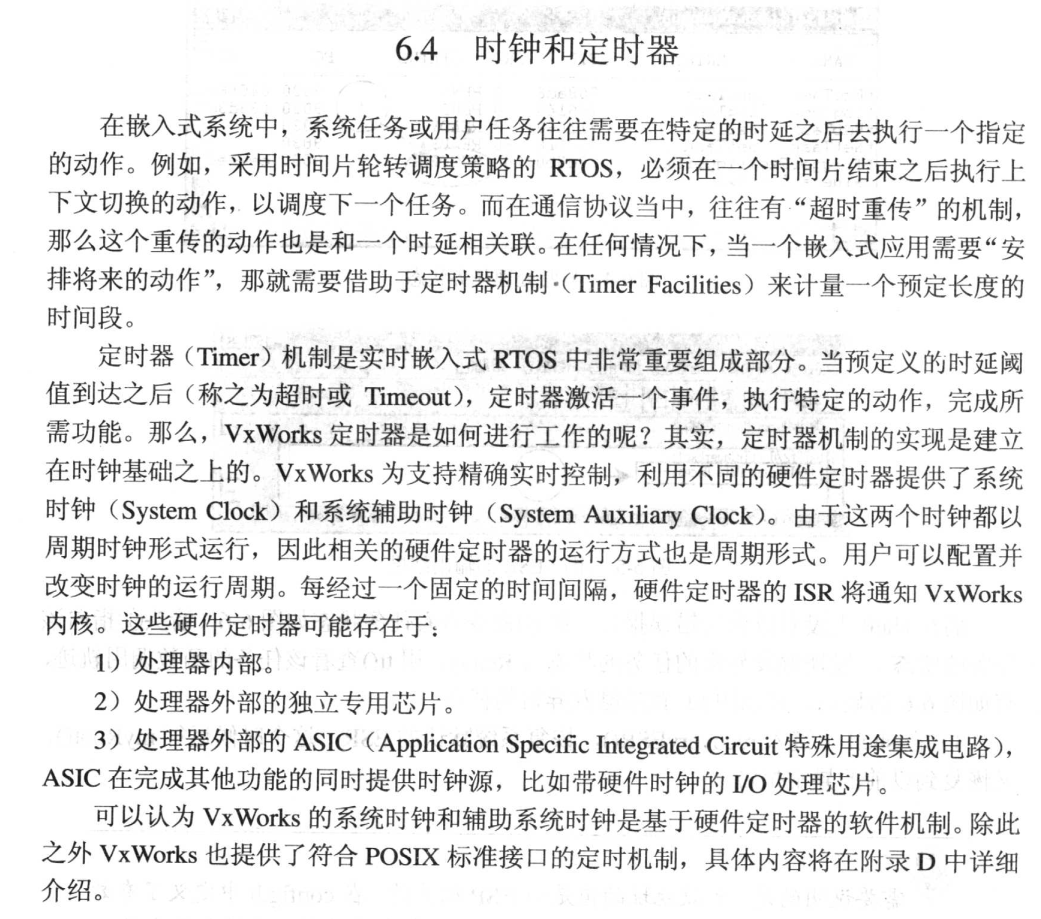 6.4 时钟和定时器
在嵌入式系统中，系统任务或用户任务往往需要在特定的时延之后去执行一个指定
的动作。例如，采用时间片轮转调度策略的 RTOS，必须在一个时间片结束之后执行上
下文切换的动作，以调度下一个任务。而在通信协议当中，往往有“超时重传”的机制，
那么这个重传的动作也是和一个时延相关联。在任何情况下，当一个嵌入式应用需要“安
排将来的动作”，那就需要借助于定时器机制（Timer Facilities）来计量一个预定长度的
时间段。
定时器（Timer）机制是实时嵌入式 RTOS 中非常重要组成部分。当预定义的时延阈
值到达之后（称之为超时或 Timeout），定时器激活一个事件，执行特定的动作，完成所
需功能。那么，VxWorks 定时器是如何进行工作的呢？其实，定时器机制的实现是建立
在时钟基础之上的。VxWorks 为支持精确实时控制，利用不同的硬件定时器提供了系统
时钟（System Clock）和系统辅助时钟（System Auxiliary Clock）。由于这两个时钟都以
周期时钟形式运行，因此相关的硬件定时器的运行方式也是周期形式。用户可以配置并
改变时钟的运行周期。每经过一个固定的时间间隔，硬件定时器的 ISR 将通知 VxWorks
内核。这些硬件定时器可能存在于：
1）处理器内部。
2）处理器外部的独立专用芯片。
3）处理器外部的 ASIC（Application Specific Integrated Circuit 特殊用途集成电路），
ASIC 在完成其他功能的同时提供时钟源，比如带硬件时钟的 I/O 处理芯片。
可以认为 VxWorks 的系统时钟和辅助系统时钟是基于硬件定时器的软件机制。除此
之外 VxWorks 也提供了符合 POSIX 标准接口的定时机制，具体内容将在附录 D 中详细
介绍。